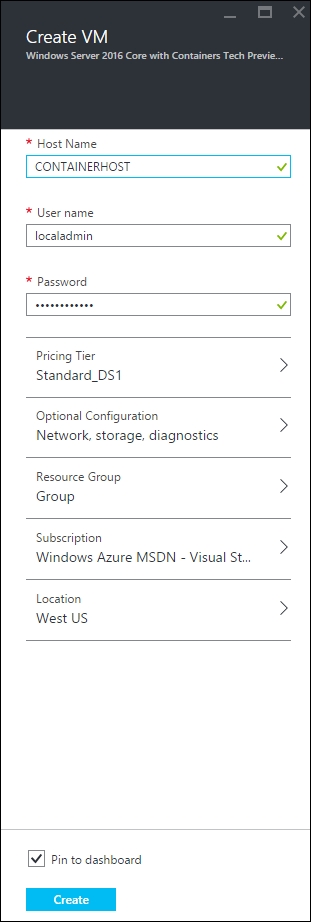 Create VM
Windows Server 2016 Core with Containers Tech Previe...
* Host Name
CONTAINERHOST
* User name
localadmin
* Password
••••••••••••
Pricing Tier
Standard_DS1
Optional Configuration
Network, storage, diagnostics
Resource Group
Group
Subscription
Windows Azure MSDN - Visual St...
Location
West US
Pin to dashboard
Create